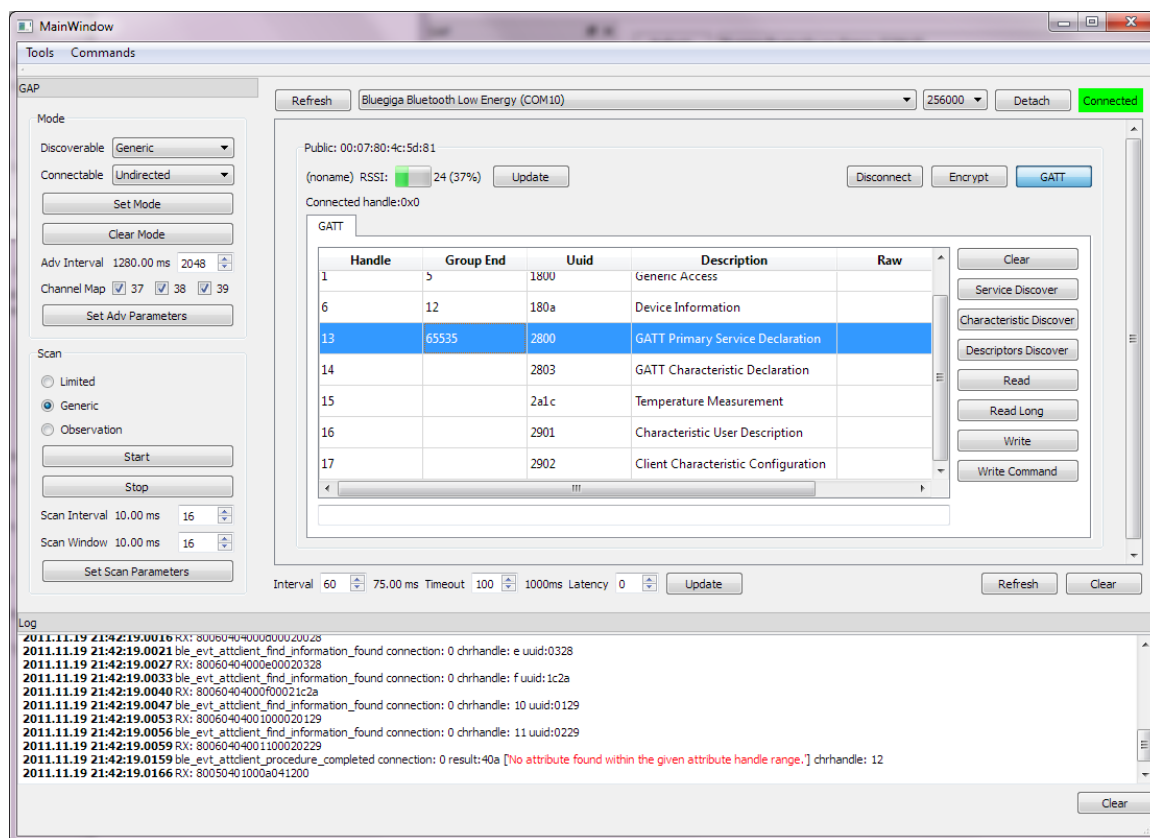 MainWindow
Tools Commands
GAP
Mode
Discoverable Generic
Connectable Undirected
Set Mode
Clear Mode
Adv Interval 1280.00 ms 2048
Channel Map 37 38 39
Set Adv Parameters
Scan
Limited
Generic
Observation
Start
Stop
Scan Interval 10.00 ms 16
Scan Window 10.00 ms 16
Set Scan Parameters
Refresh Bluegiga Bluetooth Low Energy (COM10) 256000 Detach Connected
Public: 00:07:80:4c:5d:81
(noname) RSSI: 24 (37%) Update Disconnect Encrypt GATT
Connected handle:0x0
GATT
Handle Group End Uuid Description Raw
1 5 1800 Generic Access
6 12 180a Device Information
13 65535 2800 GATT Primary Service Declaration
14 2803 GATT Characteristic Declaration
15 2a1c Temperature Measurement
16 2901 Characteristic User Description
17 2902 Client Characteristic Configuration
Clear
Service Discover
Characteristic Discover
Descriptors Discover
Read
Read Long
Write
Write Command
Interval 60 75.00 ms Timeout 100 1000ms Latency 0 Update Refresh Clear
Log
2011.11.19 21:42:19.0016 RX: 80060404000d00020028
2011.11.19 21:42:19.0021 ble_evt_attclient_find_information_found connection: 0 chrhandle: e uuid:0328
2011.11.19 21:42:19.0027 RX: 80060404000e00020328
2011.11.19 21:42:19.0033 ble_evt_attclient_find_information_found connection: 0 chrhandle: f uuid:1c2a
2011.11.19 21:42:19.0040 RX: 80060404000f00021c2a
2011.11.19 21:42:19.0047 ble_evt_attclient_find_information_found connection: 0 chrhandle: 10 uuid:0129
2011.11.19 21:42:19.0053 RX: 80060404001000020129
2011.11.19 21:42:19.0056 ble_evt_attclient_find_information_found connection: 0 chrhandle: 11 uuid:0229
2011.11.19 21:42:19.0059 RX: 80060404001100020229
2011.11.19 21:42:19.0159 ble_evt_attclient_procedure_completed connection: 0 result:40a ['No attribute found within the given attribute handle range.'] chrhandle: 12
2011.11.19 21:42:19.0166 RX: 80050401000a041200
Clear